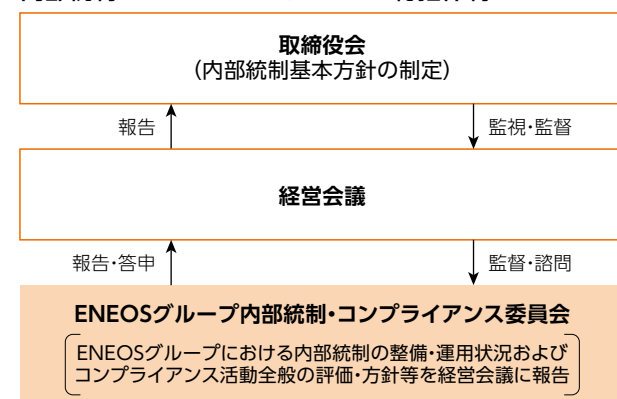 取締役会
(内部統制基本方針の制定)
報告
監視・監督
経営会議
報告・答申
監督・諮問
ENEOSグループ内部統制・コンプライアンス委員会
ENEOSグループにおける内部統制の整備・運用状況および
コンプライアンス活動全般の評価・方針等を経営会議に報告